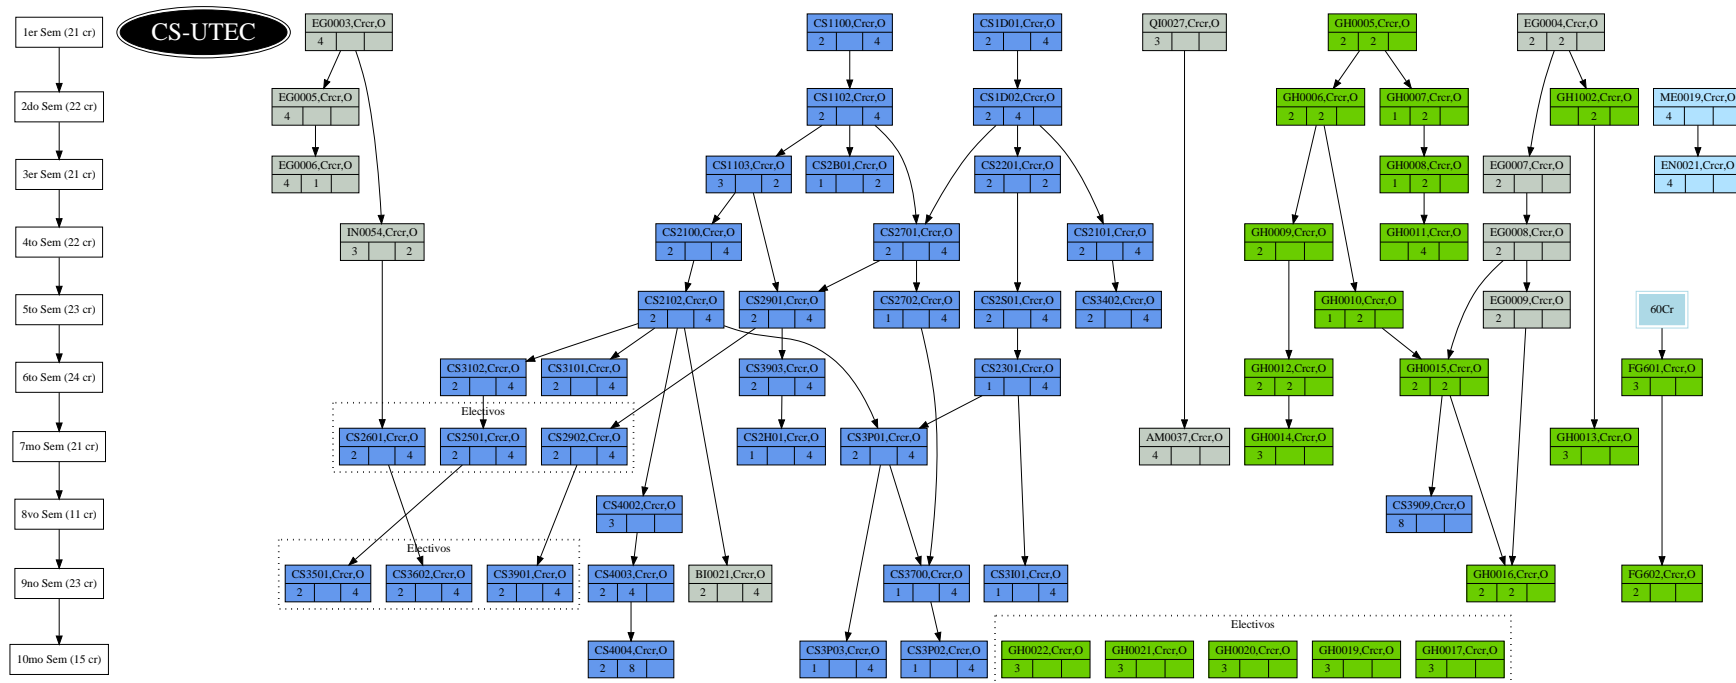 1er Sem (21 cr)
CS-UTEC
EG0003,Crcr,O
4
CS1100,Crcr,O
2 4
CS1D01,Crcr,O
2 4
QI0027,Crcr,O
3
GH0005,Crcr,O
2 2
EG0004,Crcr,O
2 2
2do Sem (22 cr)
EG0005,Crcr,O
4
CS1102,Crcr,O
2 4
CS1D02,Crcr,O
2 4
GH0006,Crcr,O
2 2
GH0007,Crcr,O
1 2
GH1002,Crcr,O
2
ME0019,Crcr,O
4
3er Sem (21 cr)
EG0006,Crcr,O
4 1
CS1103,Crcr,O
3 2
CS2B01,Crcr,O
1 2
CS2201,Crcr,O
2 2
GH0008,Crcr,O
1 2
EG0007,Crcr,O
2
EN0021,Crcr,O
4
4to Sem (22 cr)
IN0054,Crcr,O
3 2
CS2100,Crcr,O
2 4
CS2701,Crcr,O
2 4
CS2101,Crcr,O
2 4
GH0009,Crcr,O
2
GH0011,Crcr,O
4
EG0008,Crcr,O
2
5to Sem (23 cr)
CS2102,Crcr,O
2 4
CS2901,Crcr,O
2 4
CS2702,Crcr,O
1 4
CS2S01,Crcr,O
2 4
CS3402,Crcr,O
2 4
GH0010,Crcr,O
1 2
EG0009,Crcr,O
2
60Cr
6to Sem (24 cr)
CS3102,Crcr,O
2 4
CS3101,Crcr,O
2 4
CS3903,Crcr,O
2 4
CS2301,Crcr,O
1 4
GH0012,Crcr,O
2 2
GH0015,Crcr,O
2 2
FG601,Crcr,O
3
Electivos
7mo Sem (21 cr)
CS2601,Crcr,O
2 4
CS2501,Crcr,O
2 4
CS2902,Crcr,O
2 4
CS2H01,Crcr,O
1 4
CS3P01,Crcr,O
2 4
AM0037,Crcr,O
4
GH0014,Crcr,O
3
GH0013,Crcr,O
3
8vo Sem (11 cr)
CS4002,Crcr,O
3
CS3909,Crcr,O
8
Electivos
9no Sem (23 cr)
CS3501,Crcr,O
2 4
CS3602,Crcr,O
2 4
CS3901,Crcr,O
2 4
CS4003,Crcr,O
2 4
BI0021,Crcr,O
2 4
CS3700,Crcr,O
1 4
CS3I01,Crcr,O
1 4
GH0016,Crcr,O
2 2
FG602,Crcr,O
2
Electivos
10mo Sem (15 cr)
CS4004,Crcr,O
2 8
CS3P03,Crcr,O
1 4
CS3P02,Crcr,O
1 4
GH0022,Crcr,O
3
GH0021,Crcr,O
3
GH0020,Crcr,O
3
GH0019,Crcr,O
3
GH0017,Crcr,O
3